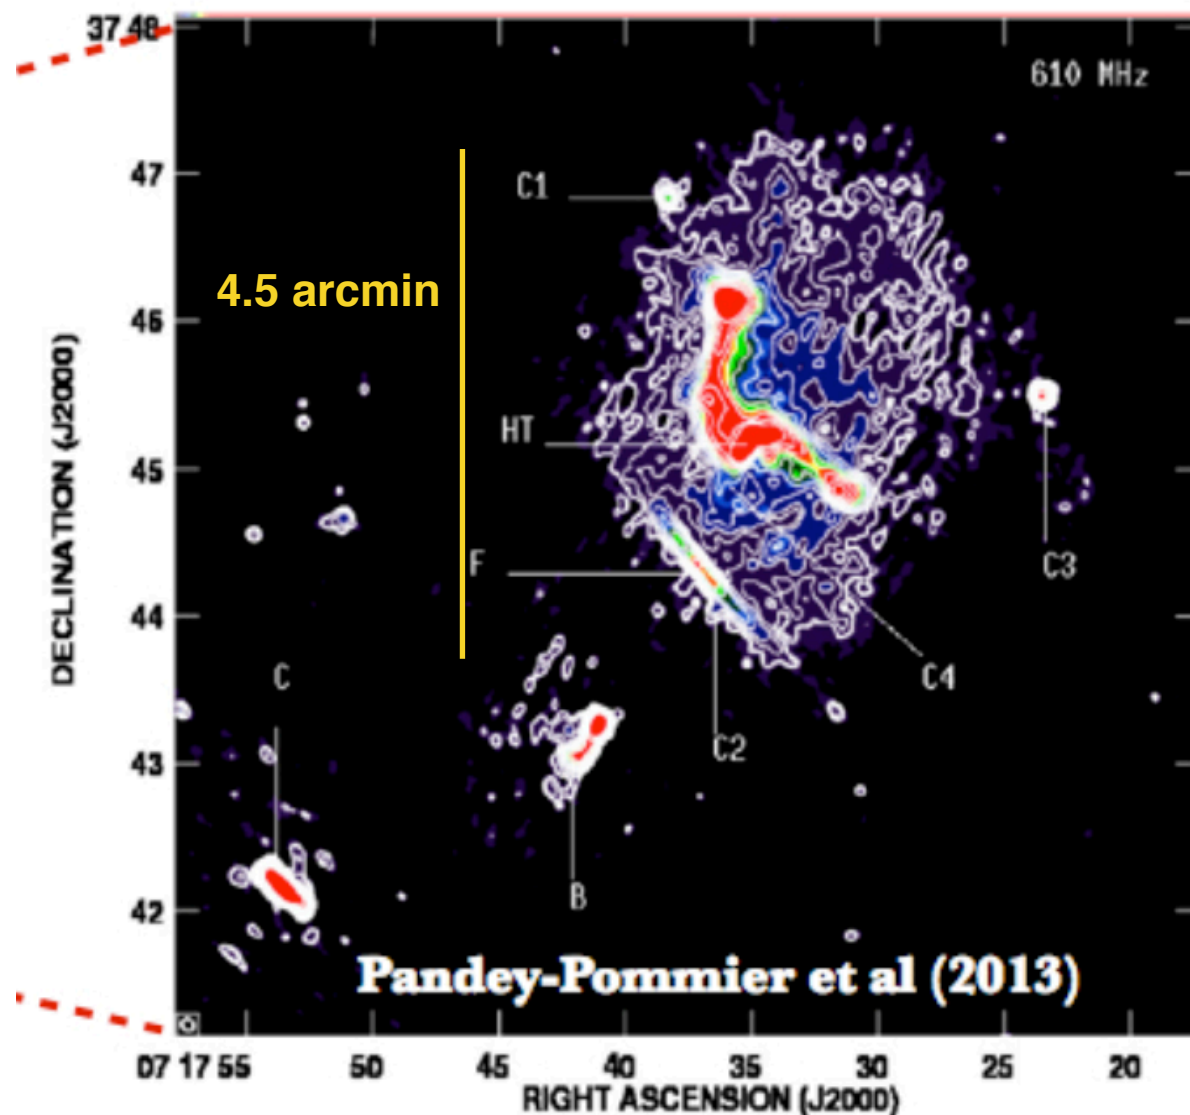 37 48
610 MHz
47
C1
4.5 arcmin
46
HT
45
F
C3
44
C
C4
C2
43
B
42
DECLINATION (J2000)
Pandey-Pommier et al (2013)
07 17 55 50 45 40 35 30 25 20
RIGHT ASCENSION (J2000)